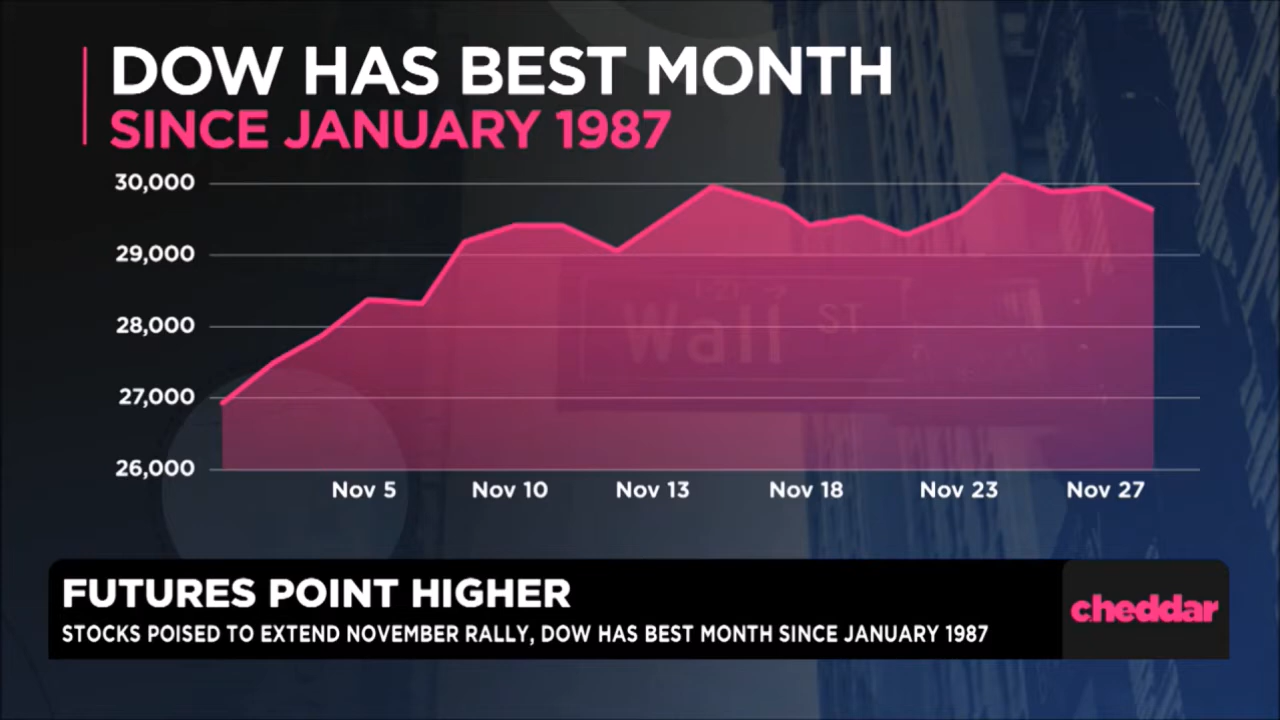 DOW HAS BEST MONTH
SINCE JANUARY 1987
30,000
29,000
28,000
27,000
26,000
Wall ST
Nov 5 Nov 10 Nov 13 Nov 18 Nov 23 Nov 27
FUTURES POINT HIGHER
STOCKS POISED TO EXTEND NOVEMBER RALLY, DOW HAS BEST MONTH SINCE JANUARY 1987
cheddar